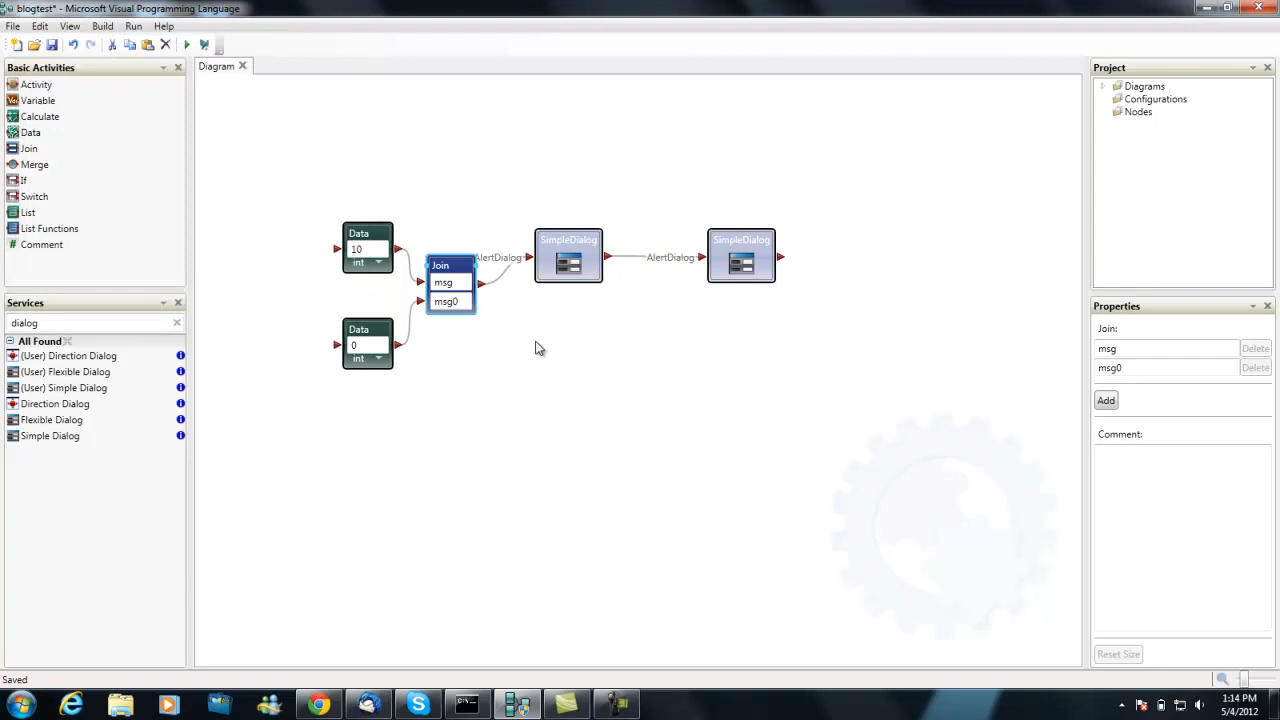 blogtest* - Microsoft Visual Programming Language
File Edit View Build Run Help
Basic Activities
Activity
Variable
Calculate
Data
Join
Merge
If
Switch
List
List Functions
Comment
Services
dialog
All Found
(User) Direction Dialog
(User) Flexible Dialog
(User) Simple Dialog
Direction Dialog
Flexible Dialog
Simple Dialog
Diagram
Data
10
int
Data
0
int
Join
msg
msg0
AlertDialog
SimpleDialog
AlertDialog
SimpleDialog
Project
Diagrams
Configurations
Nodes
Properties
Join:
msg Delete
msg0 Delete
Add
Comment:
Reset Size
Saved
1:14 PM
5/4/2012